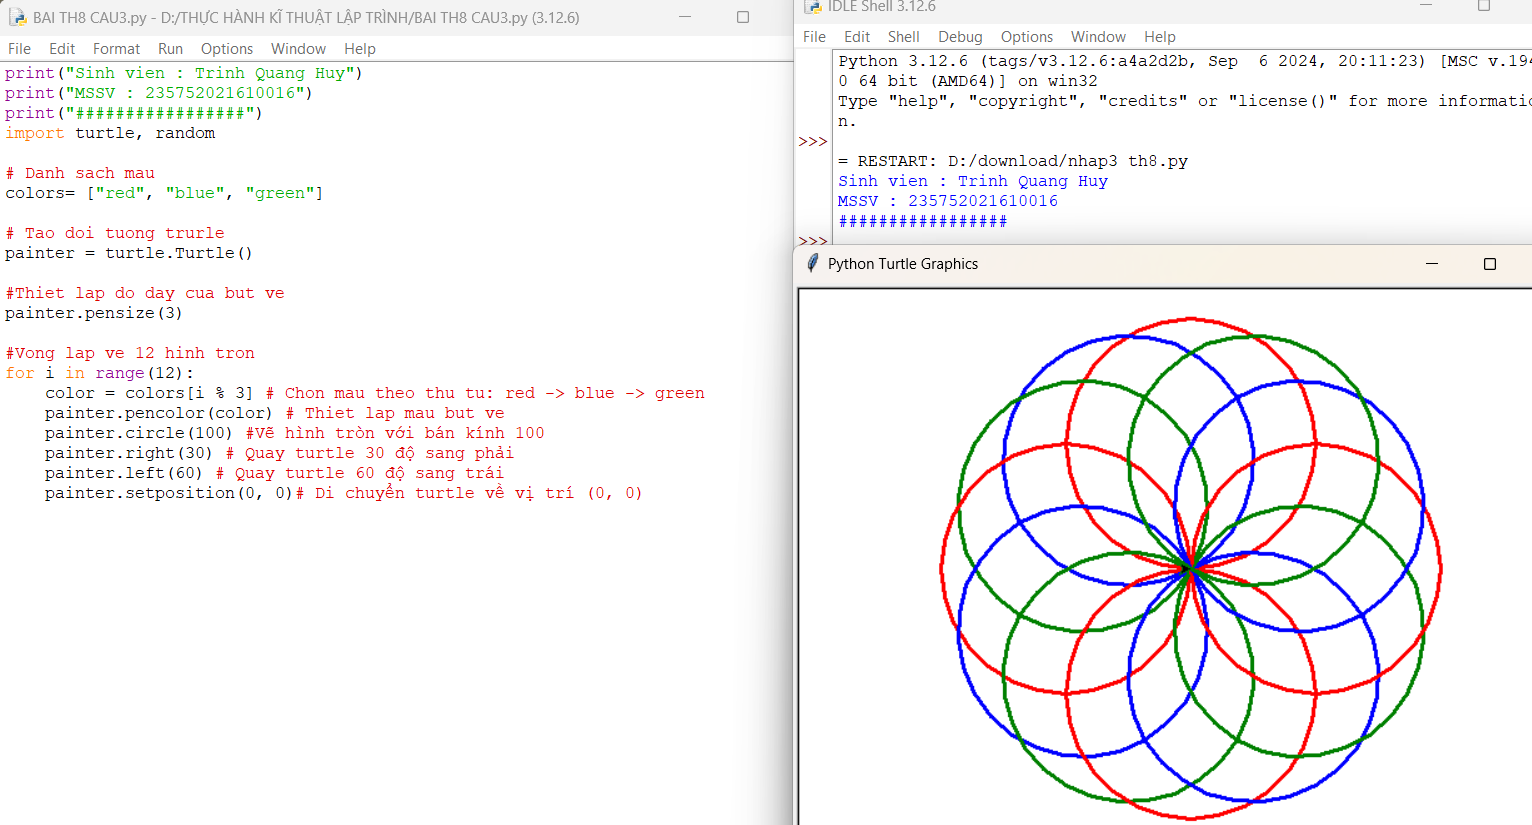 BAI TH8 CAU3.py - D:/THỰC HÀNH KĨ THUẬT LẬP TRÌNH/BAI TH8 CAU3.py (3.12.6)
File Edit Format Run Options Window Help
print("Sinh vien : Trinh Quang Huy")
print("MSSV : 235752021610016")
print("#################")
import turtle, random
# Danh sach mau
colors= ["red", "blue", "green"]
# Tao doi tuong trurle
painter = turtle.Turtle()
#Thiet lap do day cua but ve
painter.pensize(3)
#Vong lap ve 12 hinh tron
for i in range(12):
color = colors[i % 3] # Chon mau theo thu tu: red -> blue -> green
painter.pencolor(color) # Thiet lap mau but ve
painter.circle(100) #Vẽ hình tròn với bán kính 100
painter.right(30) # Quay turtle 30 độ sang phải
painter.left(60) # Quay turtle 60 độ sang trái
painter.setposition(0, 0)# Di chuyển turtle về vị trí (0, 0)
IDLE Shell 3.12.6
File Edit Shell Debug Options Window Help
Python 3.12.6 (tags/v3.12.6:a4a2d2b, Sep  6 2024, 20:11:23) [MSC v.194
0 64 bit (AMD64)] on win32
Type "help", "copyright", "credits" or "license()" for more informatio
n.
>>>
= RESTART: D:/download/nhap3 th8.py
Sinh vien : Trinh Quang Huy
MSSV : 235752021610016
#################
>>>
Python Turtle Graphics